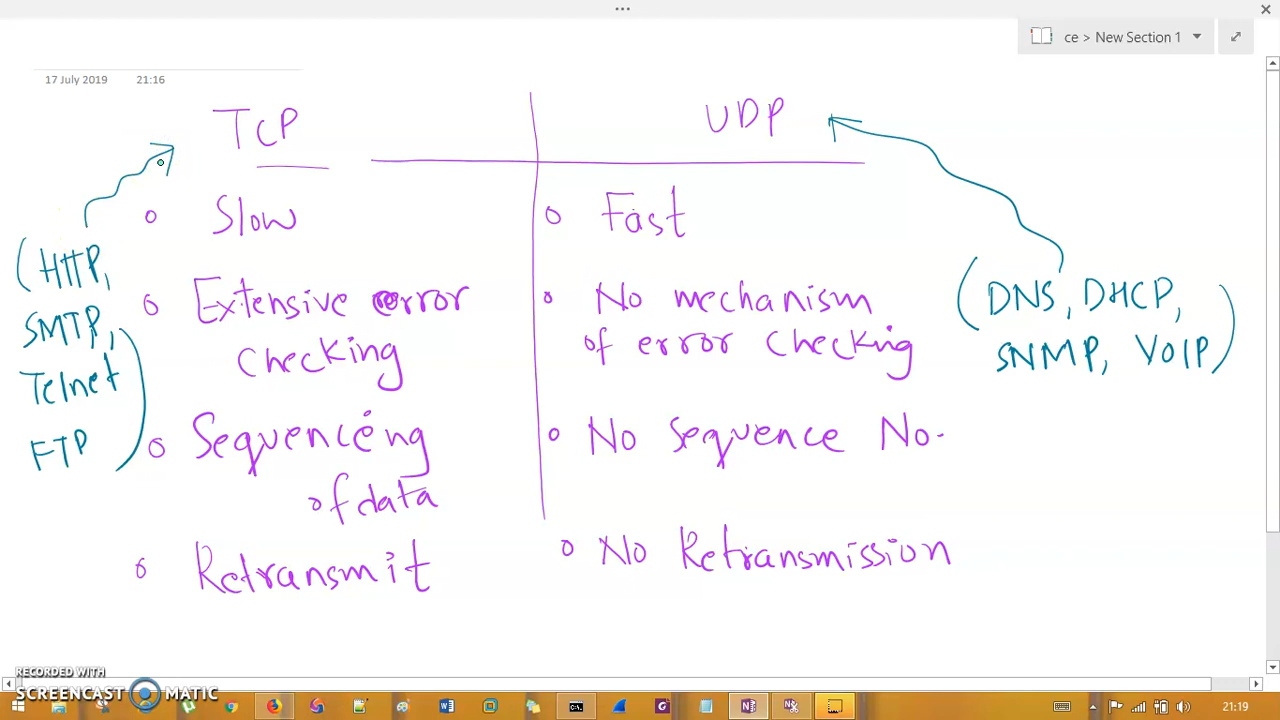 ce > New Section 1
17 July 2019 21:16
TCP
UDP
Slow
Fast
(HTTP,
SMTP,
Telnet
FTP)
Extensive error
checking
No mechanism
of error checking
(DNS, DHCP,
SNMP, VOIP)
Sequenceing
of data
No Sequence No.
Retransmit
No Retransmission
RECORDED WITH
SCREENCAST MATIC
21:19